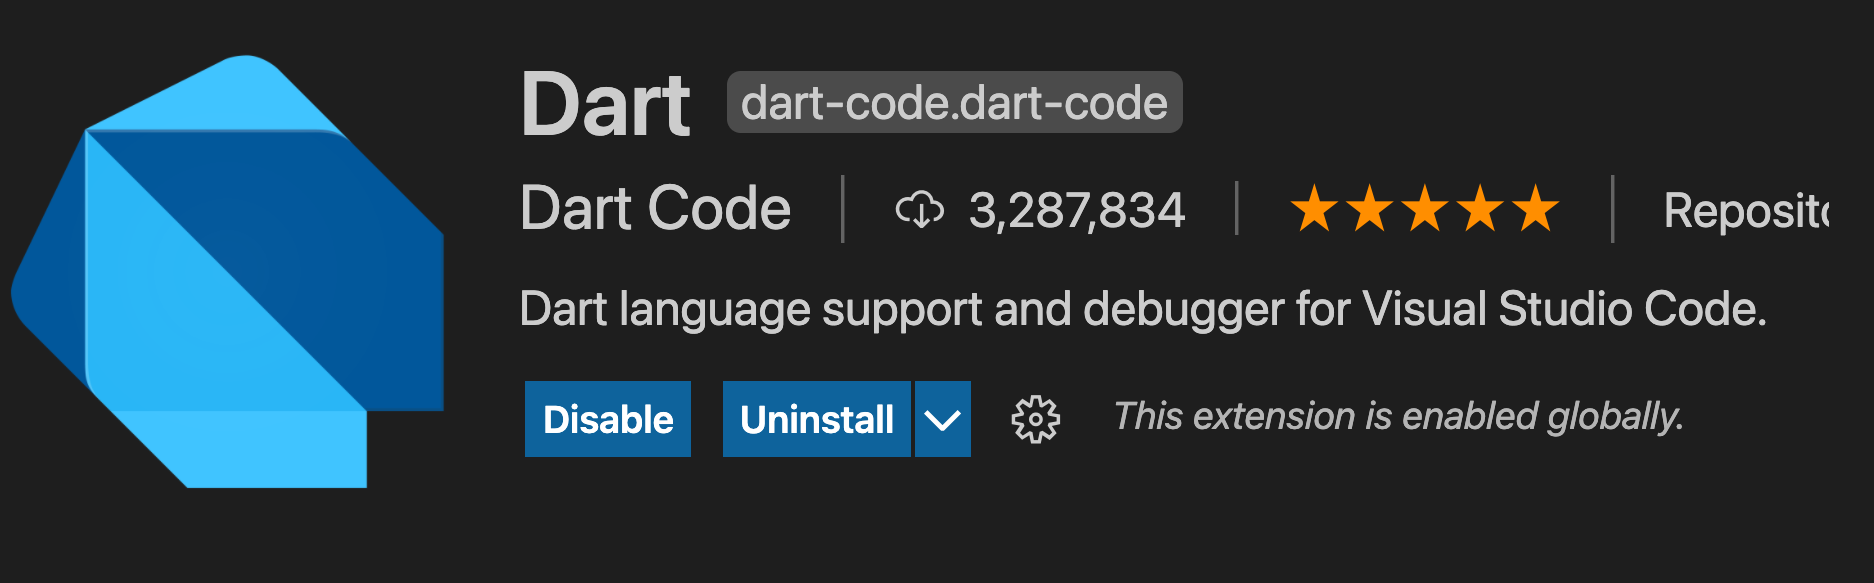 Dart dart-code.dart-code
Dart Code 3,287,834 ★★★★★
Dart language support and debugger for Visual Studio Code.
Disable Uninstall This extension is enabled globally.